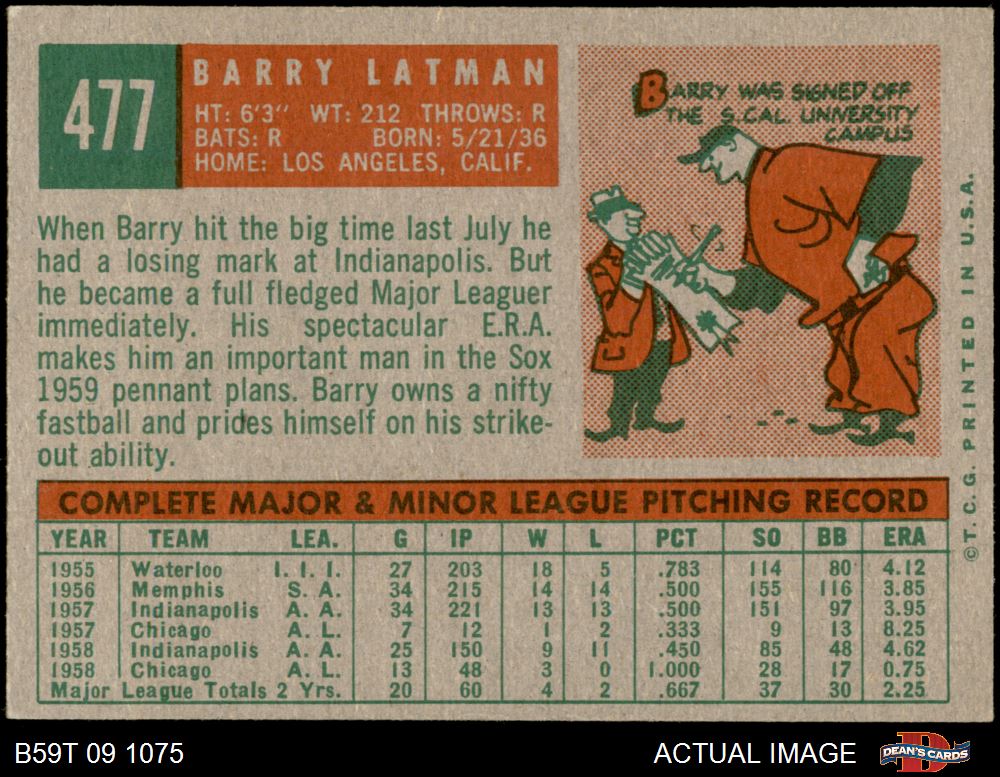 477
BARRY LATMAN
HT: 6'3" WT: 212 THROWS: R
BATS: R BORN: 5/21/36
HOME: LOS ANGELES, CALIF.
BARRY WAS SIGNED OFF
THE S. CAL. UNIVERSITY
CAMPUS
When Barry hit the big time last July he
had a losing mark at Indianapolis. But
he became a full fledged Major Leaguer
immediately. His spectacular E.R.A.
makes him an important man in the Sox
1959 pennant plans. Barry owns a nifty
fastball and prides himself on his strike-
out ability.
COMPLETE MAJOR & MINOR LEAGUE PITCHING RECORD
YEAR TEAM LEA. G IP W L PCT SO BB ERA
1955 Waterloo I. I. I. 27 203 18 5 .783 114 80 4.12
1956 Memphis S. A. 34 215 14 14 .500 155 116 3.85
1957 Indianapolis A. A. 34 221 13 13 .500 151 97 3.95
1957 Chicago A. L. 7 12 1 2 .333 9 13 8.25
1958 Indianapolis A. A. 25 150 9 11 .450 85 48 4.62
1958 Chicago A. L. 13 48 3 0 1.000 28 17 0.75
Major League Totals 2 Yrs. 20 60 4 2 .667 37 30 2.25
© T. C. G. PRINTED IN U.S.A.
B59T 09 1075
ACTUAL IMAGE
DEAN'S CARDS